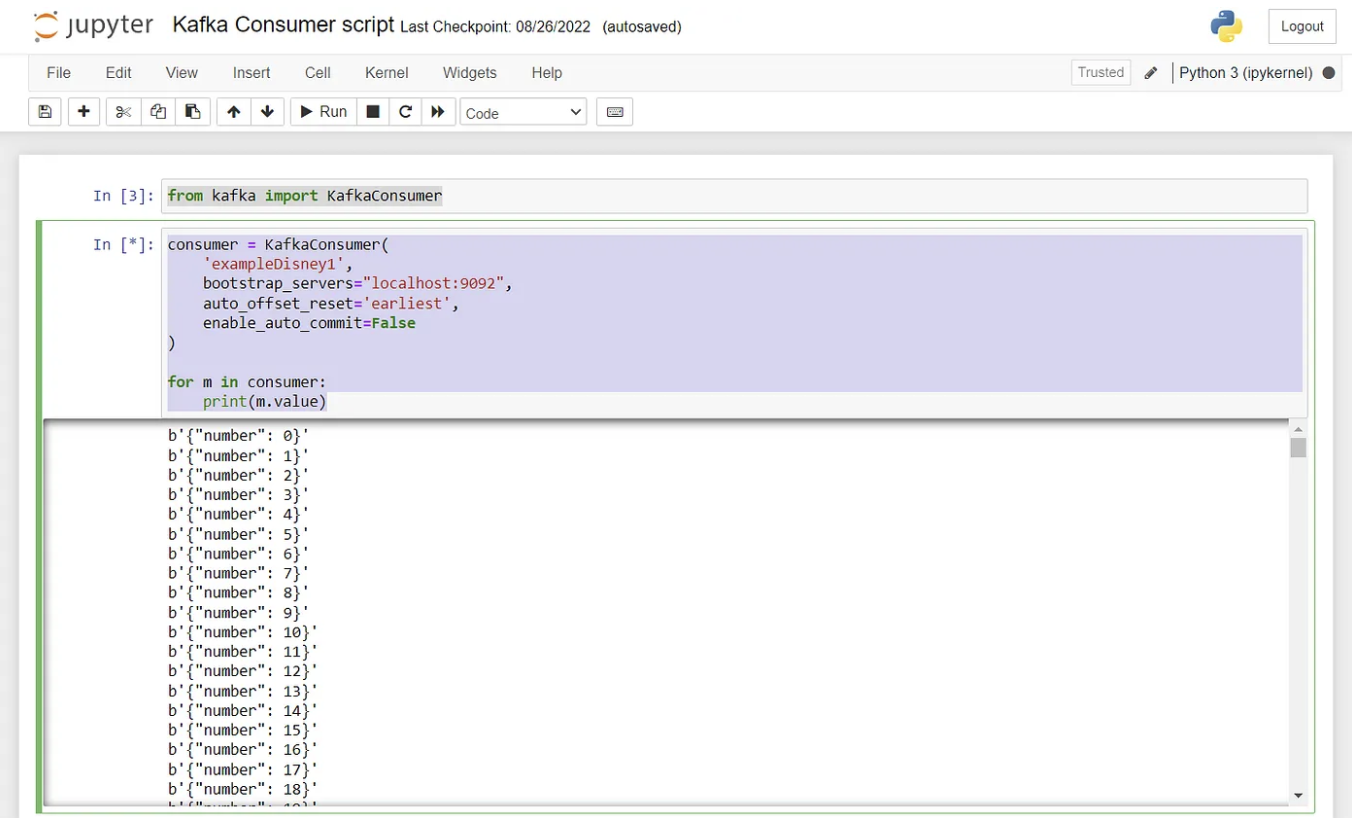 jupyter Kafka Consumer script Last Checkpoint: 08/26/2022 (autosaved) Logout
File Edit View Insert Cell Kernel Widgets Help Trusted Python 3 (ipykernel)
Run Code
In [3]: from kafka import KafkaConsumer
In [*]: consumer = KafkaConsumer(
    'exampleDisney1',
    bootstrap_servers="localhost:9092",
    auto_offset_reset='earliest',
    enable_auto_commit=False
)
for m in consumer:
    print(m.value)
b'{"number": 0}'
b'{"number": 1}'
b'{"number": 2}'
b'{"number": 3}'
b'{"number": 4}'
b'{"number": 5}'
b'{"number": 6}'
b'{"number": 7}'
b'{"number": 8}'
b'{"number": 9}'
b'{"number": 10}'
b'{"number": 11}'
b'{"number": 12}'
b'{"number": 13}'
b'{"number": 14}'
b'{"number": 15}'
b'{"number": 16}'
b'{"number": 17}'
b'{"number": 18}'